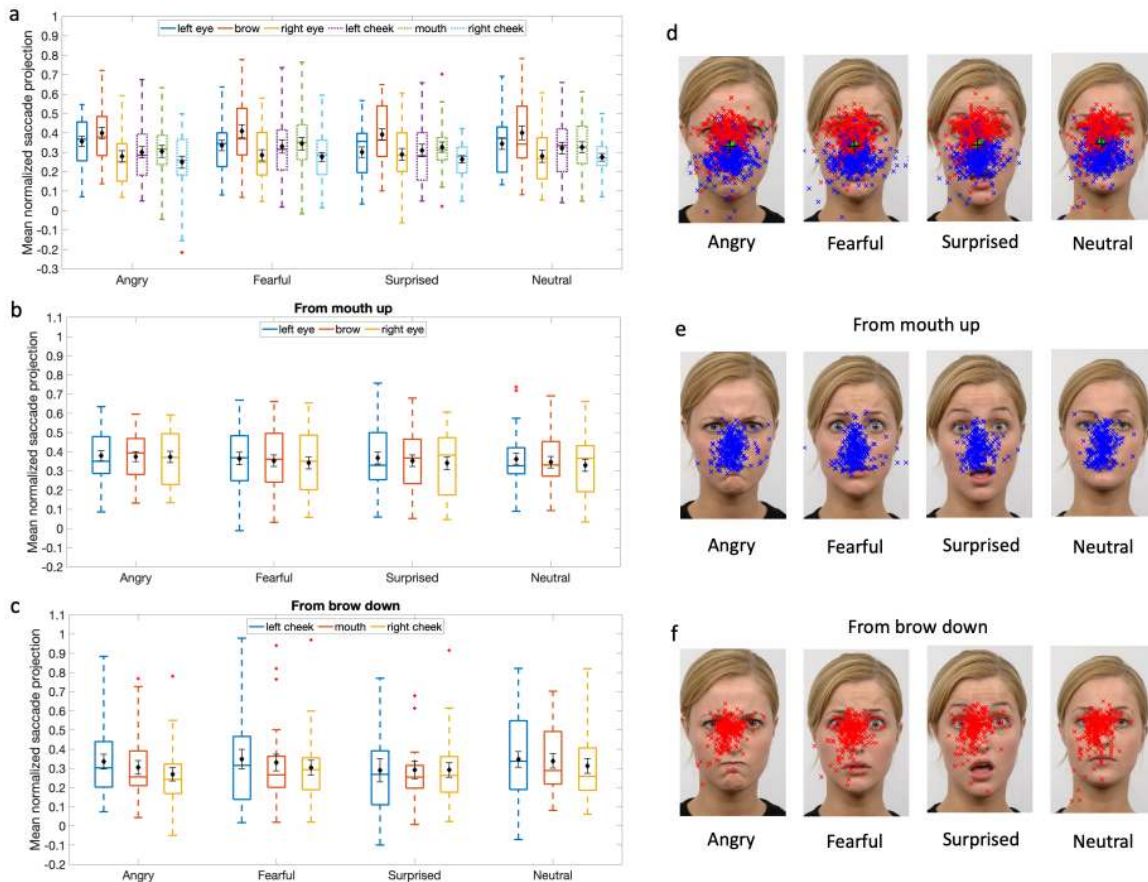 a
left eye brow right eye left cheek mouth right cheek
Mean normalized saccade projection
1.1
1
0.9
0.8
0.7
0.6
0.5
0.4
0.3
0.2
0.1
0
-0.1
-0.2
-0.3
Angry Fearful Surprised Neutral
b
From mouth up
left eye brow right eye
Mean normalized saccade projection
1.1
1
0.9
0.8
0.7
0.6
0.5
0.4
0.3
0.2
0.1
0
-0.1
-0.2
Angry Fearful Surprised Neutral
c
From brow down
left cheek mouth right cheek
Mean normalized saccade projection
1.1
1
0.9
0.8
0.7
0.6
0.5
0.4
0.3
0.2
0.1
0
-0.1
-0.2
Angry Fearful Surprised Neutral
d
Angry Fearful Surprised Neutral
e
From mouth up
Angry Fearful Surprised Neutral
f
From brow down
Angry Fearful Surprised Neutral